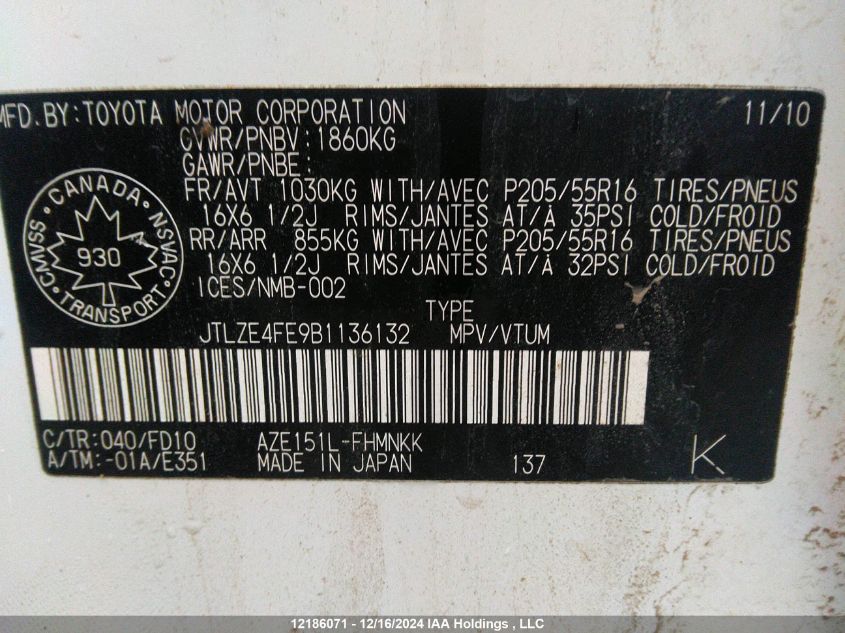 MFD. BY: TOYOTA MOTOR CORPORATION 11/10
GVWR/PNBV: 1860KG
GAWR/PNBE:
FR/AVT 1030KG WITH/AVEC P205/55R16 TIRES/PNEUS
16X6 1/2J RIMS/JANTES AT/À 35PSI COLD/FROID
RR/ARR 855KG WITH/AVEC P205/55R16 TIRES/PNEUS
16X6 1/2J RIMS/JANTES AT/À 32PSI COLD/FROID
ICES/NMB-002
CANADA · NSVAC · TRANSPORT · CMVSS ·
930
TYPE
JTLZE4FE9B1136132 MPV/VTUM
C/TR: 040/FD10 AZE151L-FHMNKK
A/TM: -01A/E351 MADE IN JAPAN 137 K
12186071 - 12/16/2024 IAA Holdings , LLC